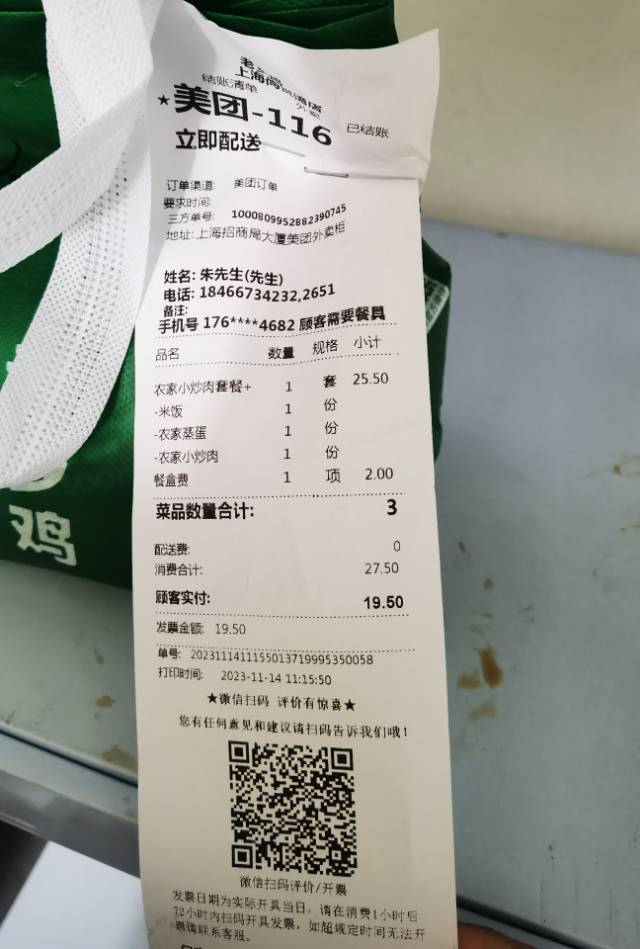 结账清单
上海
外卖
★美团-116
已结账
立即配送
订单渠道: 美团订单
要求时间:
三方单号: 1000809952882390745
地址:上海招商局大厦美团外卖柜
姓名: 朱先生(先生)
电话: 18466734232,2651
备注:
手机号 176****4682 顾客需要餐具
品名 数量 规格 小计
农家小炒肉套餐+ 1 套 25.50
-米饭 1 份
-农家蒸蛋 1 份
-农家小炒肉 1 份
餐盒费 1 项 2.00
菜品数量合计: 3
配送费: 0
消费合计: 27.50
顾客实付: 19.50
发票金额: 19.50
单号: 2023111411155013719995350058
打印时间: 2023-11-14 11:15:50
★微信扫码 评价有惊喜★
您有任何意见和建议请扫码告诉我们哦!
微信扫码评价/开票
发票日期为实际开具当日, 请在消费1小时后
72小时内扫码开具发票, 如超规定时间无法开
票请联系客服。
鸡